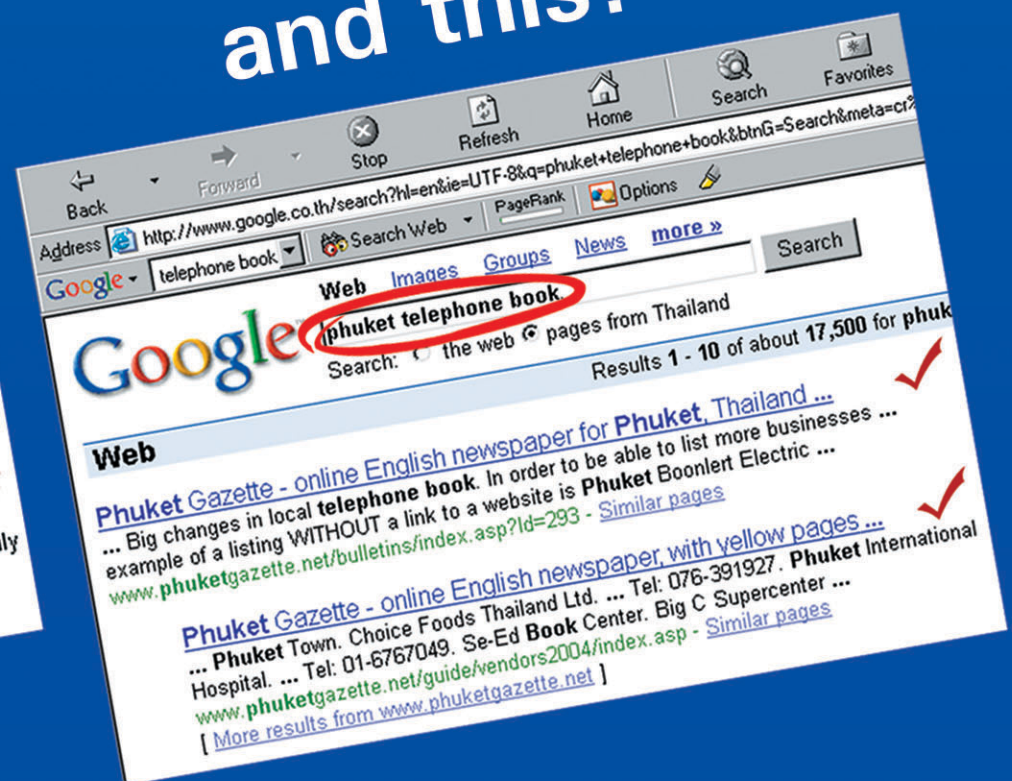 and this?
Back Forward Stop Refresh Home Search Favorites
Address http://www.google.co.th/search?hl=en&ie=UTF-8&q=phuket+telephone+book&btnG=Search&meta=cr%
Google telephone book Search Web PageRank Options
Web Images Groups News more »
Google phuket telephone book. Search
Search: the web pages from Thailand
Web
Results 1 - 10 of about 17,500 for phuk
Phuket Gazette - online English newspaper for Phuket, Thailand ...
... Big changes in local telephone book. In order to be able to list more businesses ...
example of a listing WITHOUT a link to a website is Phuket Boonlert Electric ...
www.phuketgazette.net/bulletins/index.asp?Id=293 - Similar pages
Phuket Gazette - online English newspaper, with yellow pages ...
... Phuket Town. Choice Foods Thailand Ltd. ... Tel: 076-391927. Phuket International
Hospital. ... Tel: 01-6767049. Se-Ed Book Center. Big C Supercenter ...
www.phuketgazette.net/guide/vendors2004/index.asp - Similar pages
[ More results from www.phuketgazette.net ]